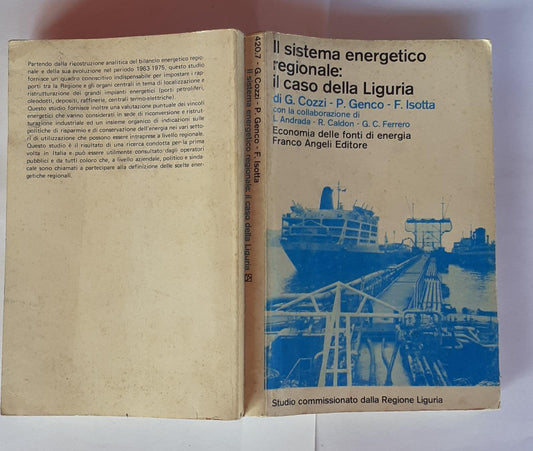 Partendo dalla ricostruzione analitica del bilancio energetico regio-
nale e della sua evoluzione nel periodo 1963-1975, questo studio
fornisce un quadro conoscitivo indispensabile per impostare i rap-
porti tra la Regione e gli organi centrali in tema di localizzazione e
ristrutturazione dei grandi impianti energetici (porti petroliferi,
oleodotti, depositi, raffinerie, centrali termo-elettriche).
Questo studio fornisce inoltre una valutazione puntuale dei vincoli
energetici che vanno considerati in sede di riconversione e ristrut-
turazione industriale ed un insieme organico di indicazioni sulle
politiche di risparmio e di conservazione dell'energia nei vari setto-
ri di utilizzazione che possono essere intraprese a livello regionale.
Questo studio è il risultato di una ricerca condotta per la prima
volta in Italia e può essere utilmente consultato dagli operatori
pubblici e da tutti coloro che, a livello aziendale, politico e sinda-
cale sono chiamati a partecipare alla definizione delle scelte ener-
getiche regionali.
420.7 - G. Cozzi - P. Genco - F. Isotta
Il sistema energetico regionale: il caso della Liguria
Il sistema energetico
regionale:
il caso della Liguria
di G. Cozzi - P. Genco - F. Isotta
con la collaborazione di
I. Andrada - R. Caldon - G. C. Ferrero
Economia delle fonti di energia
Franco Angeli Editore
Studio commissionato dalla Regione Liguria